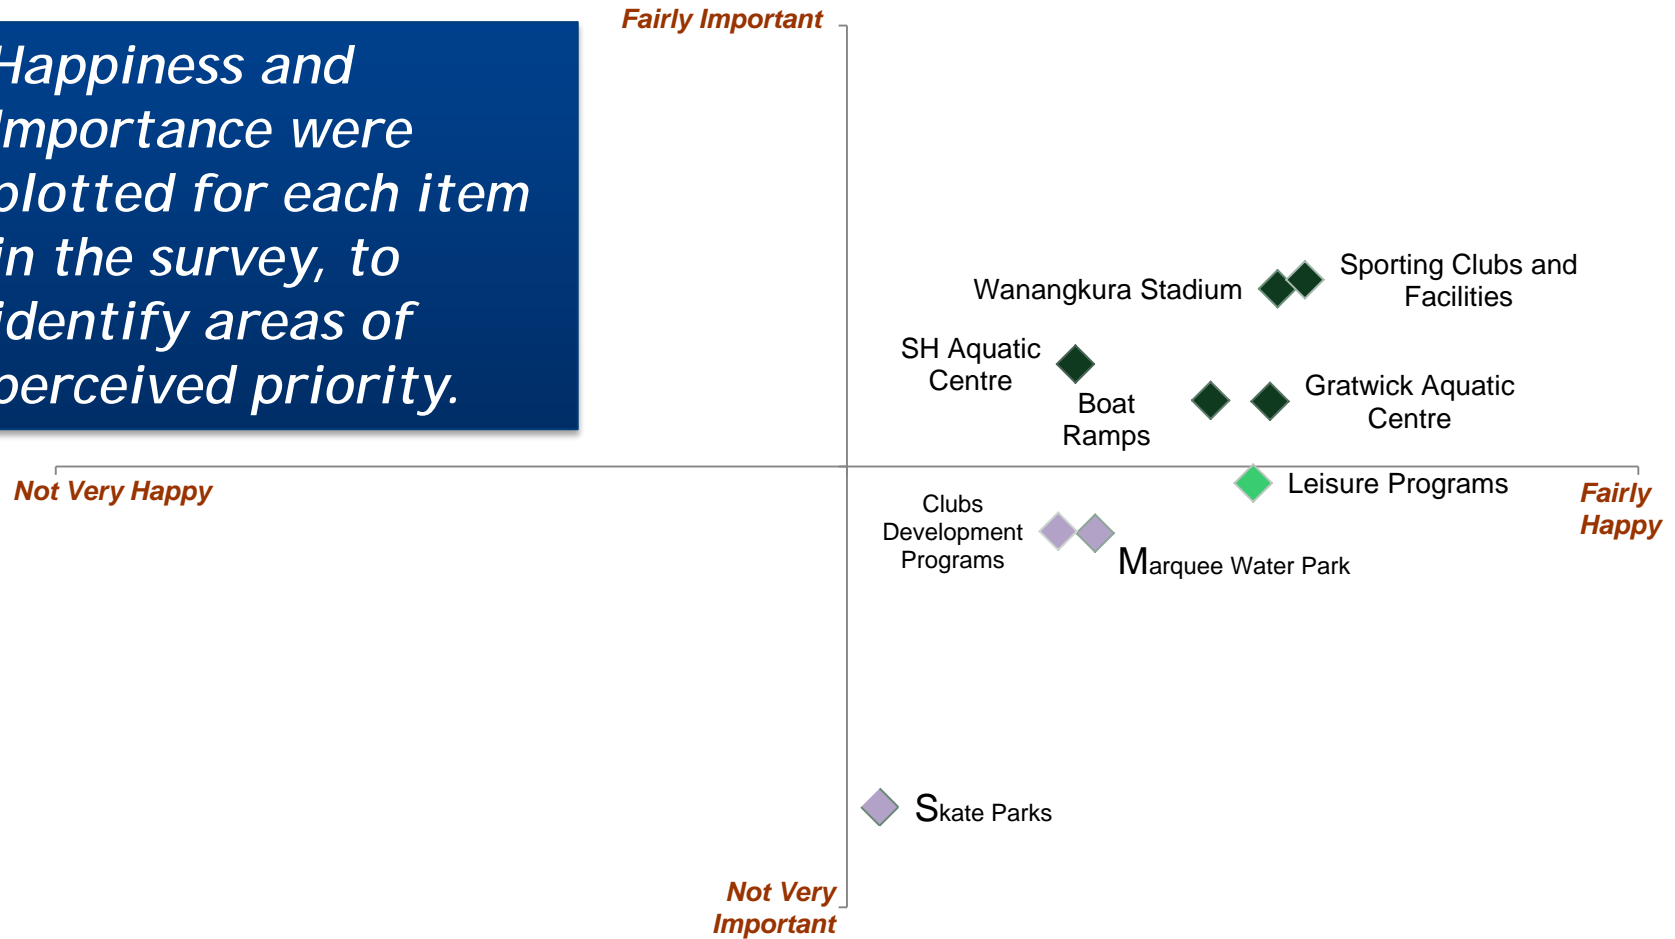 Happiness and
Importance were
plotted for each item
in the survey, to
identify areas of
perceived priority.
Fairly Important
Sporting Clubs and
Facilities
Wanangkura Stadium
SH Aquatic
Centre
Boat
Ramps
Gratwick Aquatic
Centre
Not Very Happy
Leisure Programs
Fairly
Happy
Clubs
Development
Programs
Marquee Water Park
Skate Parks
Not Very
Important